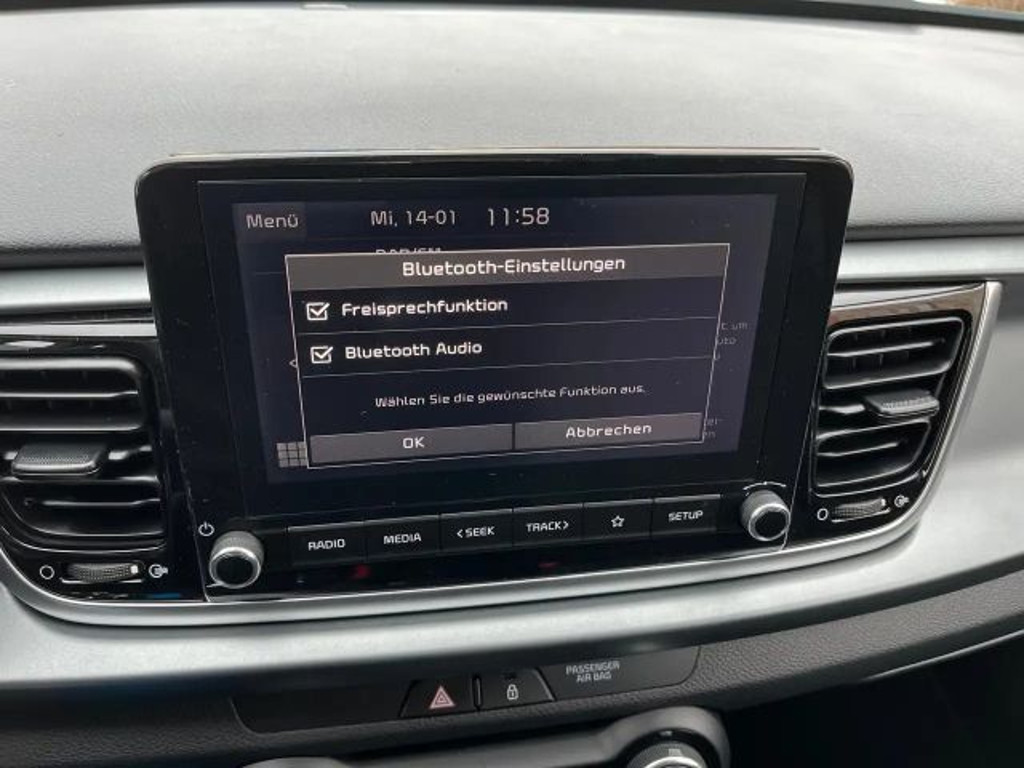 Menü Mi, 14-01 11:58
Bluetooth-Einstellungen
Freisprechfunktion
Bluetooth Audio
Wählen Sie die gewünschte Funktion aus.
OK Abbrechen
RADIO MEDIA <SEEK TRACK> SETUP
PASSENGER
AIR BAG